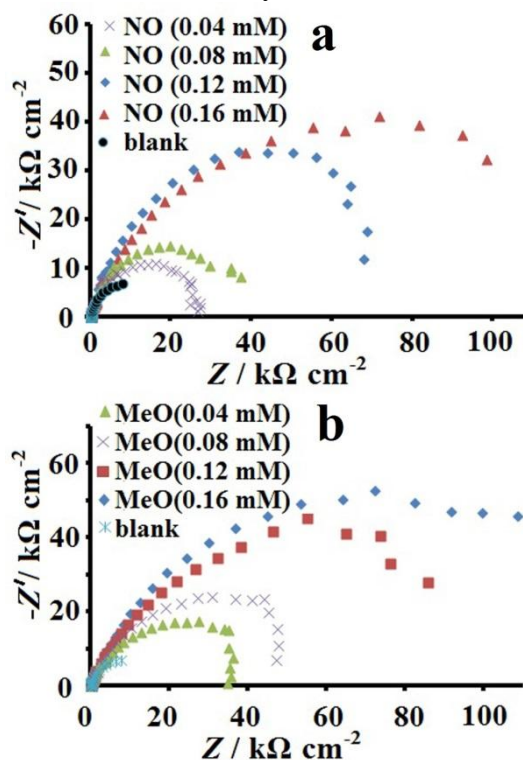 a
60
50
40
30
20
10
0
NO (0.04 mM)
NO (0.08 mM)
NO (0.12 mM)
NO (0.16 mM)
blank
-Z'/ kΩ cm-2
0 20 40 60 80 100
Z / kΩ cm-2
b
MeO(0.04 mM)
MeO(0.08 mM)
MeO(0.12 mM)
MeO(0.16 mM)
blank
60
40
20
0
-Z'/ kΩ cm-2
0 20 40 60 80 100
Z / kΩ cm-2